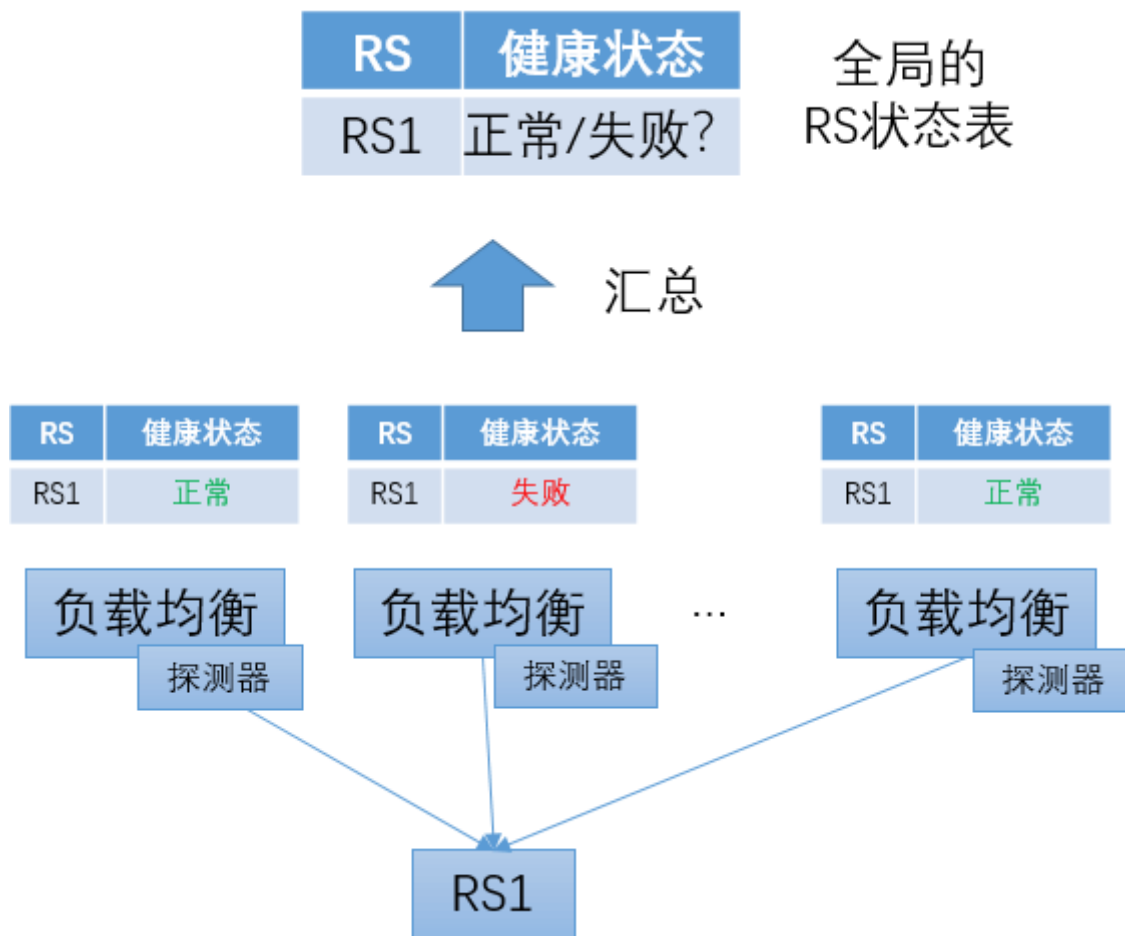 RS 健康状态
RS1 正常/失败?
全局的
RS状态表
汇总
RS 健康状态
RS1 正常
RS 健康状态
RS1 失败
RS 健康状态
RS1 正常
负载均衡
探测器
负载均衡
探测器
...
负载均衡
探测器
RS1